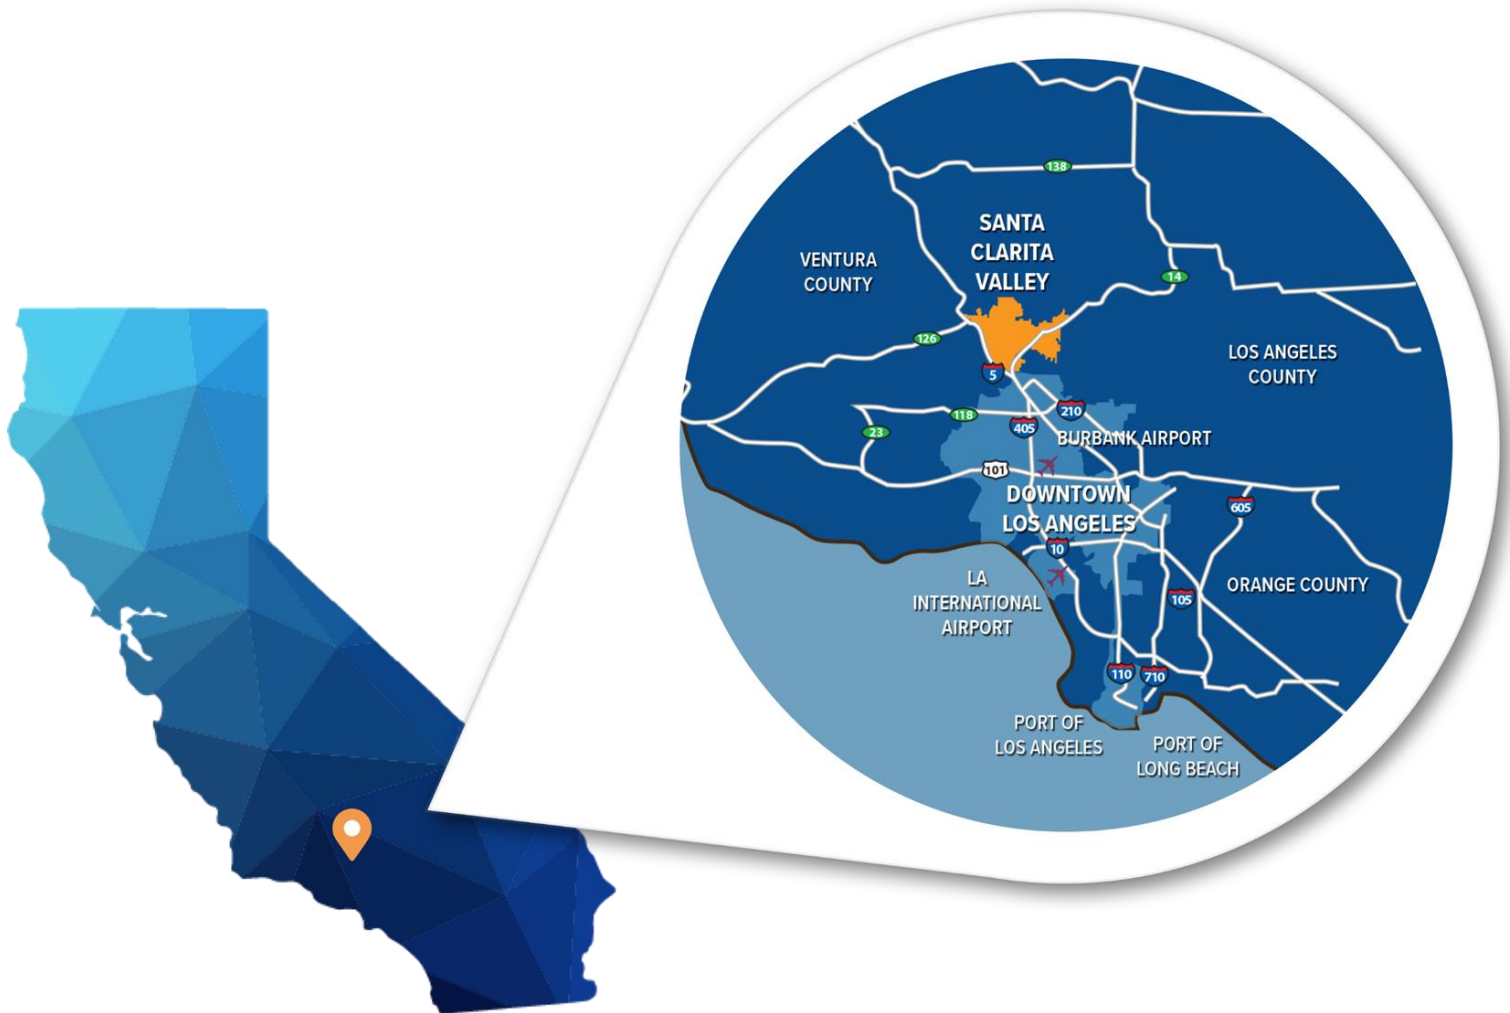 138
SANTA
CLARITA
VALLEY
VENTURA
COUNTY
14
126
LOS ANGELES
COUNTY
5
118
210
405
23
BURBANK AIRPORT
101
DOWNTOWN
LOS ANGELES
605
10
LA
INTERNATIONAL
AIRPORT
ORANGE COUNTY
105
110
710
PORT OF
LOS ANGELES
PORT OF
LONG BEACH